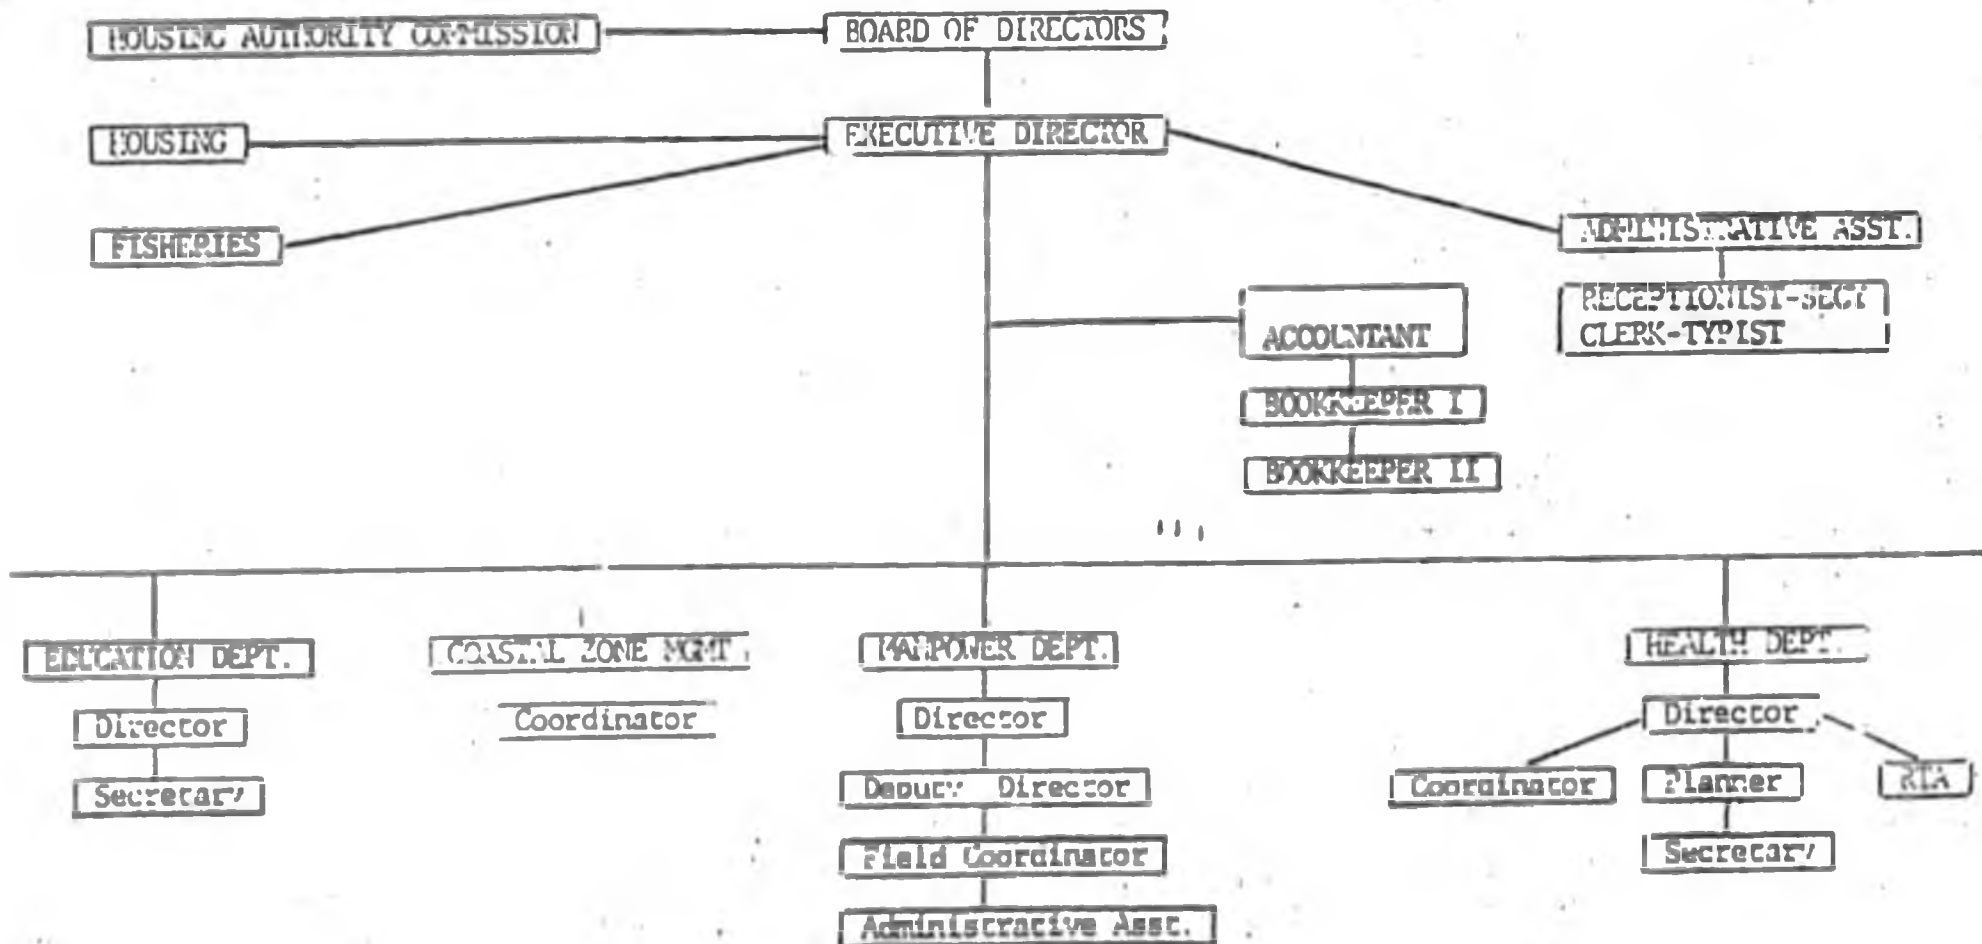 HOUSING AUTHORITY COMMISSION
BOARD OF DIRECTORS
HOUSING
EXECUTIVE DIRECTOR
FISHERIES
ADMINISTRATIVE ASST.
RECEPTIONIST-SECY
CLERK-TYPIST
ACCOUNTANT
BOOKKEEPER I
BOOKKEEPER II
EDUCATION DEPT.
COASTAL ZONE MGMT.
MANPOWER DEPT.
HEALTH DEPT.
Director
Coordinator
Director
Director
Secretary
Deputy Director
Coordinator
Planner
RTA
Field Coordinator
Secretary
Administrative Asst.